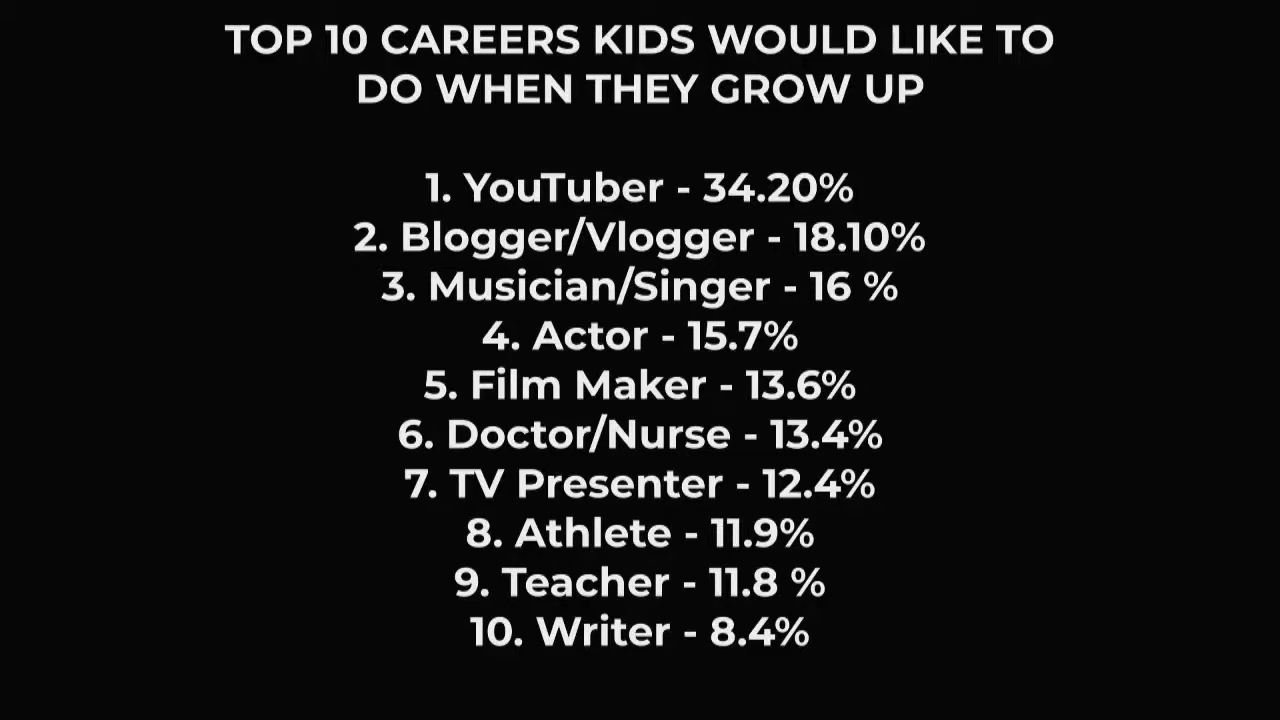 TOP 10 CAREERS KIDS WOULD LIKE TO
DO WHEN THEY GROW UP
1. YouTuber - 34.20%
2. Blogger/Vlogger - 18.10%
3. Musician/Singer - 16 %
4. Actor - 15.7%
5. Film Maker - 13.6%
6. Doctor/Nurse - 13.4%
7. TV Presenter - 12.4%
8. Athlete - 11.9%
9. Teacher - 11.8 %
10. Writer - 8.4%